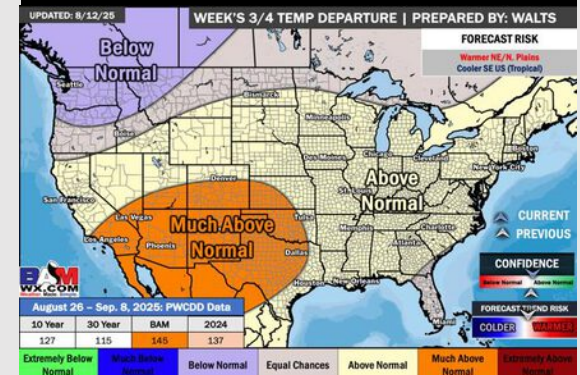 UPDATED: 8/12/25
WEEK'S 3/4 TEMP DEPARTURE | PREPARED BY: WALTS
FORECAST RISK
Warmer NE/N. Plains
Cooler SE US (Tropical)
Below
Normal
Seattle
Bismarck
Boise
Minneapolis
Boston
Des Moines
Chicago
Cleveland
New York City
Denver
Above
Normal
San Francisco
St. Louis
Las Vegas
Much Above
Normal
Tulsa
Memphis
Charlotte
Los Angeles
Phoenix
Atlanta
Dallas
Houston
New Orleans
Miami
CURRENT
PREVIOUS
CONFIDENCE
Below Normal
Above Normal
FORECAST TREND RISK
COLDER
WARMER
BAM
WX.COM
Weather Made Simple
August 26 – Sep. 8, 2025: PWCDD Data
10 Year 30 Year BAM 2024
127 115 145 137
Extremely Below Normal
Much Below Normal
Below Normal
Equal Chances
Above Normal
Much Above Normal
Extremely Above Normal